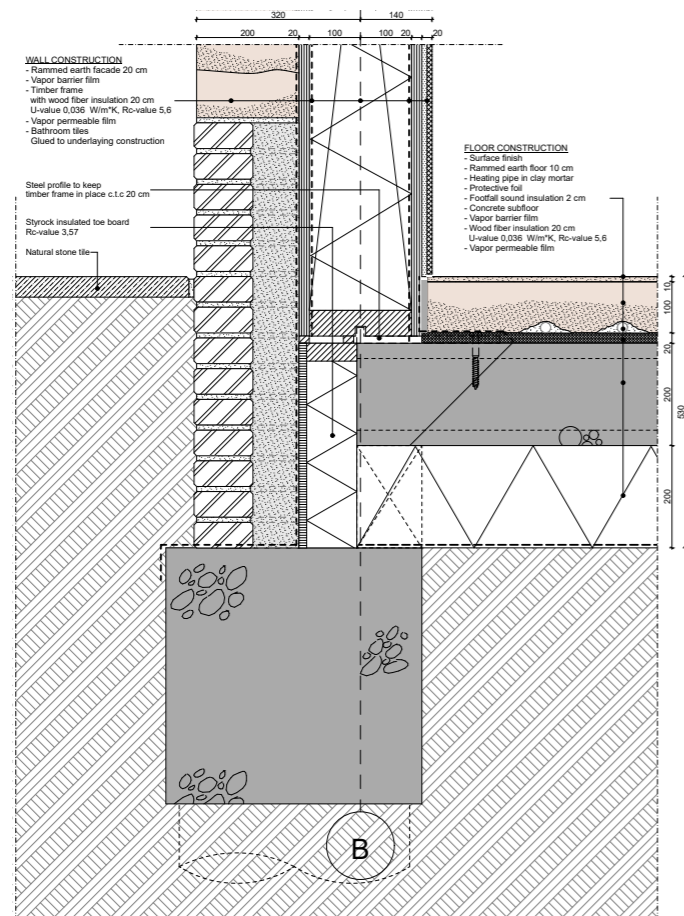 320 140
200 20 100 100 20 20
WALL CONSTRUCTION
- Rammed earth facade 20 cm
- Vapor barrier film
- Timber frame
with wood fiber insulation 20 cm
U-value 0,036 W/m*K, Rc-value 5,6
- Vapor permeable film
- Bathroom tiles
Glued to underlaying construction
FLOOR CONSTRUCTION
- Surface finish
- Rammed earth floor 10 cm
- Heating pipe in clay mortar
- Protective foil
- Footfall sound insulation 2 cm
- Concrete subfloor
- Vapor barrier film
- Wood fiber insulation 20 cm
U-value 0,036 W/m*K, Rc-value 5,6
- Vapor permeable film
Steel profile to keep
timber frame in place c.t.c 20 cm
Styrock insulated toe board
Rc-value 3,57
Natural stone tile
10
100
20
200
530
200
B